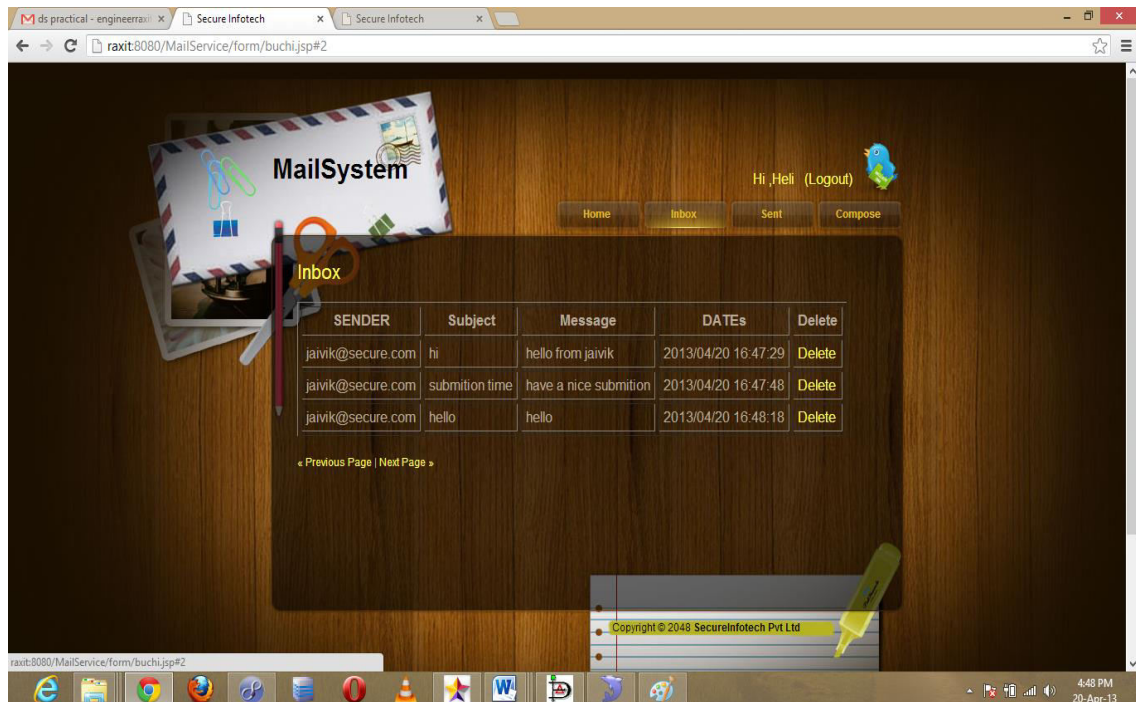 ds practical - engineerraxi
Secure Infotech
Secure Infotech
raxit:8080/MailService/form/buchi.jsp#2
MailSystem
Hi ,Heli (Logout)
Home Inbox Sent Compose
Inbox
SENDER Subject Message DATEs Delete
jaivik@secure.com hi hello from jaivik 2013/04/20 16:47:29 Delete
jaivik@secure.com submition time have a nice submition 2013/04/20 16:47:48 Delete
jaivik@secure.com hello hello 2013/04/20 16:48:18 Delete
« Previous Page | Next Page »
Copyright © 2048 SecureInfotech Pvt Ltd
raxit:8080/MailService/form/buchi.jsp#2
4:48 PM
20-Apr-13